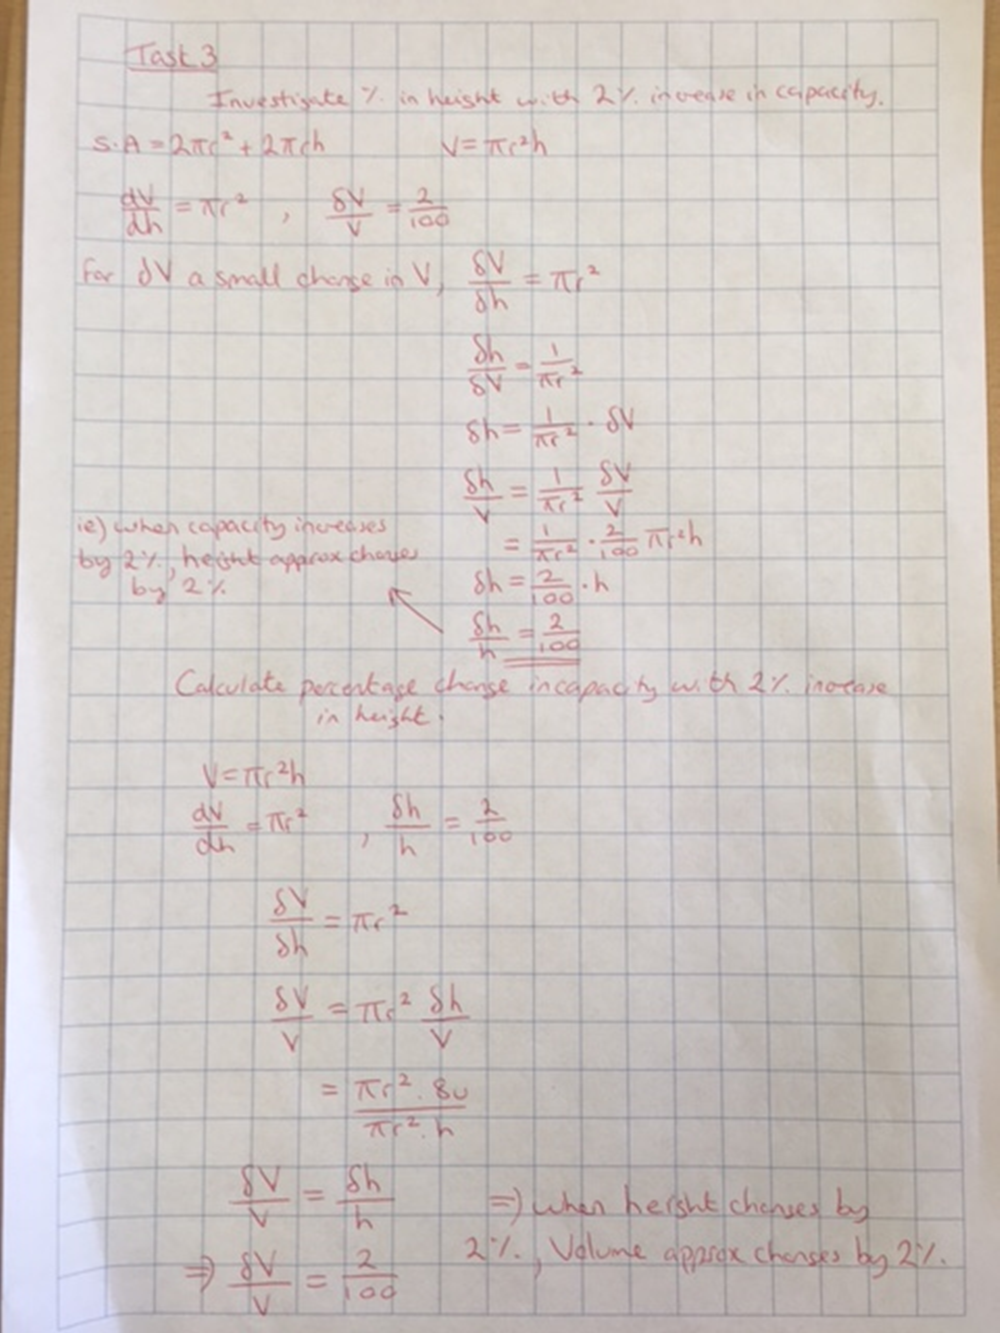 Task 3
Investigate % in height with 2% increase in capacity.
S.A = 2πr² + 2πrh V = πr²h
dV/dh = πr² , δV/V = 2/100
For δV a small change in V, δV/δh = πr²
δh/δV = 1/πr²
δh = 1/πr² · δV
δh/V = 1/πr² δV/V
= 1/πr² · 2/100 πr²h
δh = 2/100 · h
δh/h = 2/100
ie) when capacity increases
by 2%, height approx changes
by 2%
Calculate percentage change in capacity with 2% increase
in height.
V = πr²h
dV/dh = πr² , δh/h = 2/100
δV/δh = πr²
δV/V = πr² δh/V
= πr² · 8u/πr² · h
δV/V = δh/h ⇒ when height changes by
2%, Volume approx changes by 2%.
⇒ δV/V = 2/100